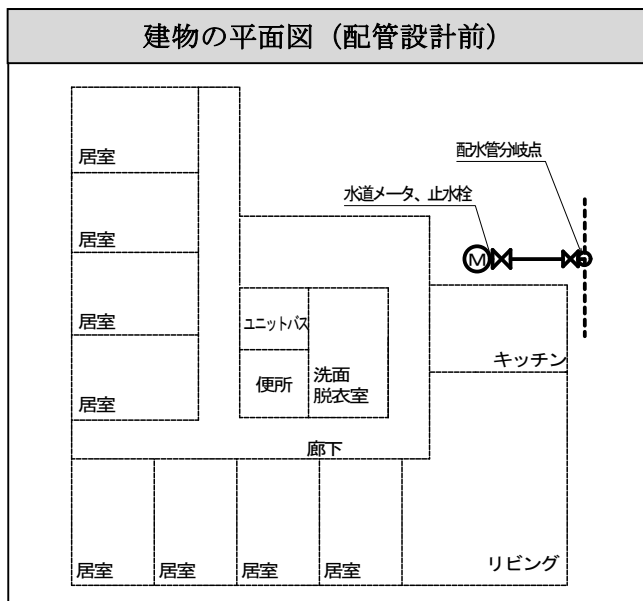 建物の平面図（配管設計前）
配水管分岐点
水道メータ、止水栓
M
居室
居室
居室
居室
ユニットバス
便所
洗面
脱衣室
キッチン
廊下
リビング
居室
居室
居室
居室